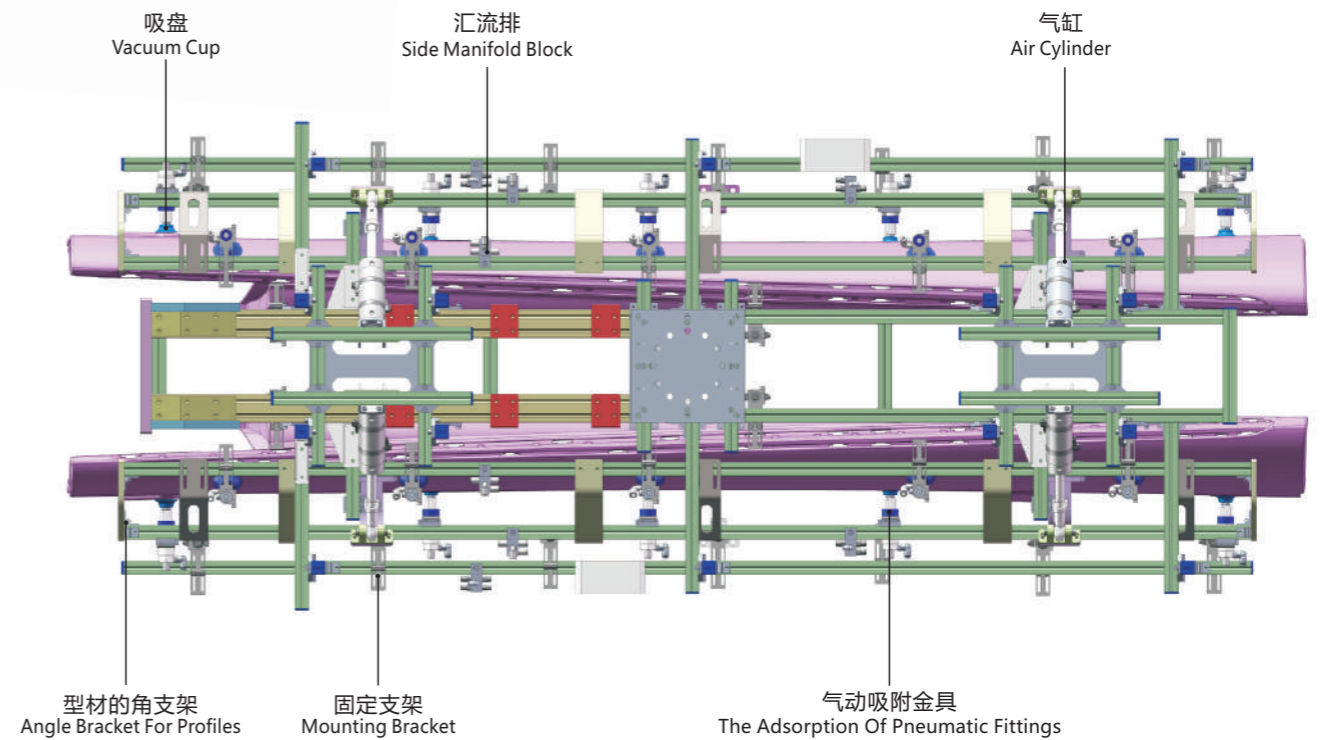 吸盘
Vacuum Cup
汇流排
Side Manifold Block
气缸
Air Cylinder
型材的角支架
Angle Bracket For Profiles
固定支架
Mounting Bracket
气动吸附金具
The Adsorption Of Pneumatic Fittings